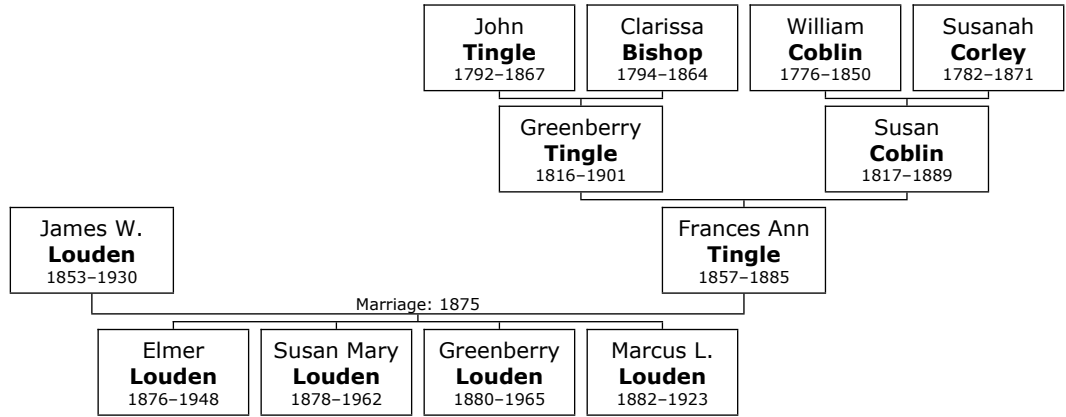 John
Tingle
1792–1867
Clarissa
Bishop
1794–1864
William
Coblin
1776–1850
Susanah
Corley
1782–1871
Greenberry
Tingle
1816–1901
Susan
Coblin
1817–1889
James W.
Louden
1853–1930
Frances Ann
Tingle
1857–1885
Marriage: 1875
Elmer
Louden
1876–1948
Susan Mary
Louden
1878–1962
Greenberry
Louden
1880–1965
Marcus L.
Louden
1882–1923